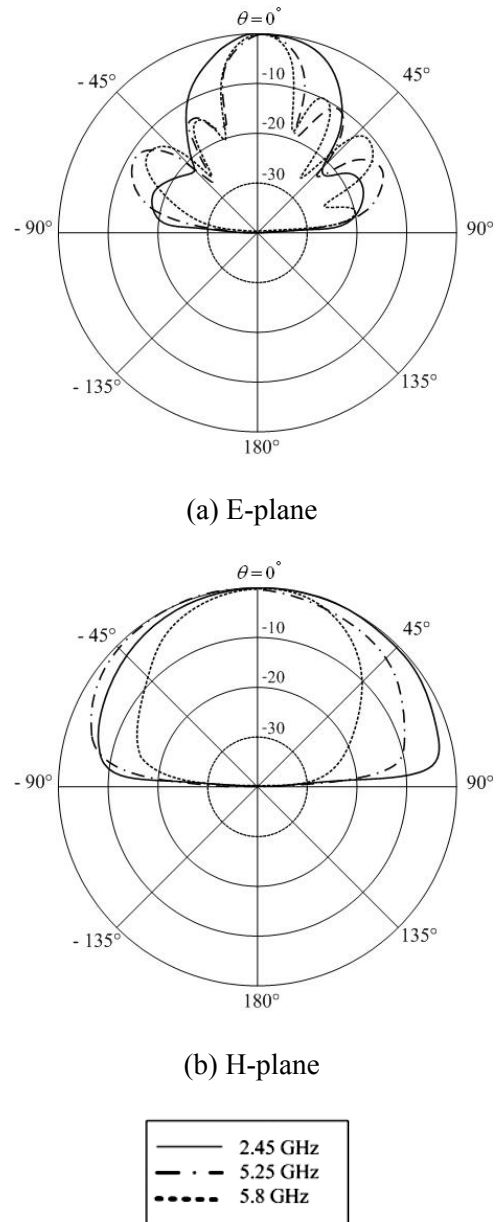 θ = 0°
- 45°
45°
-10
-20
-30
- 90°
90°
- 135°
135°
180°
(a) E-plane
θ = 0°
- 45°
45°
-10
-20
-30
- 90°
90°
- 135°
135°
180°
(b) H-plane
2.45 GHz
5.25 GHz
5.8 GHz